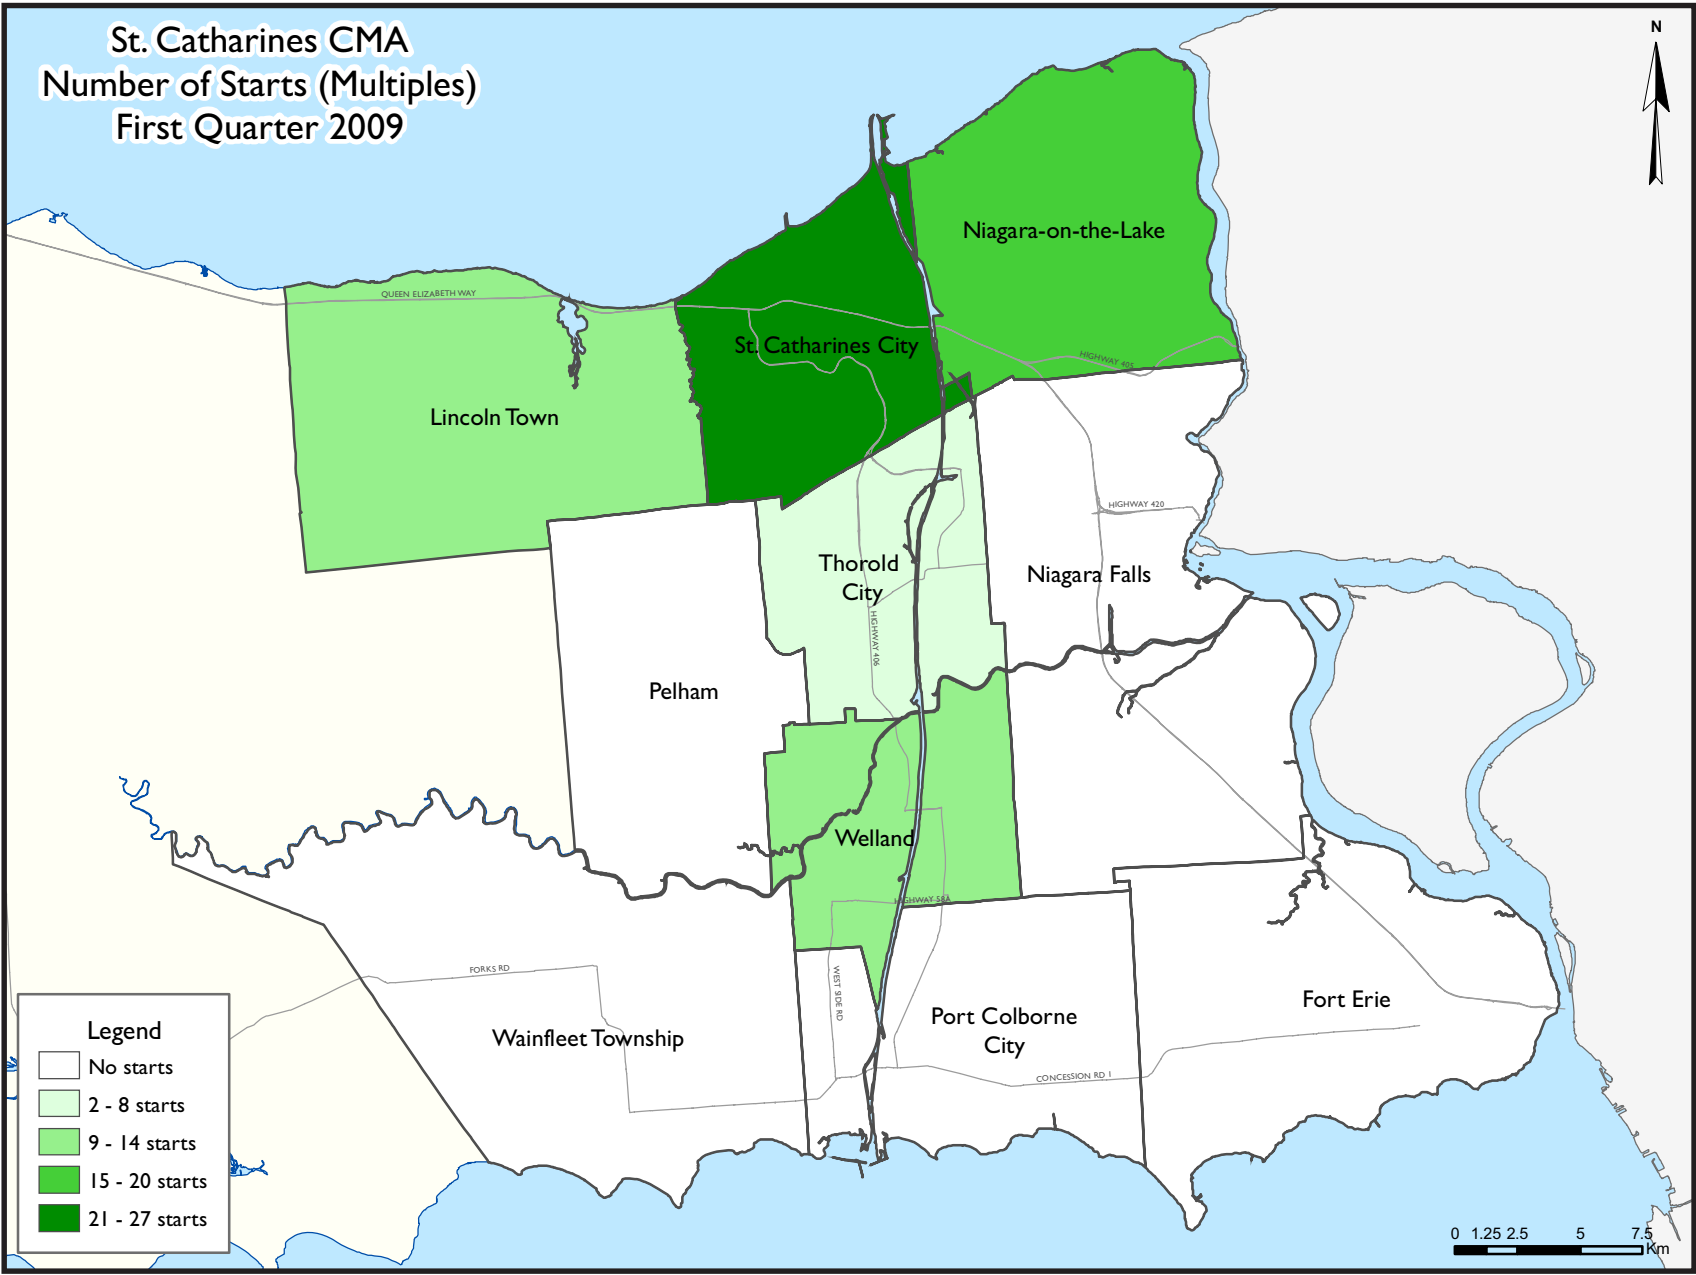 St. Catharines CMA
Number of Starts (Multiples)
First Quarter 2009
N
Niagara-on-the-Lake
QUEEN ELIZABETH WAY
St. Catharines City
HIGHWAY 405
Lincoln Town
HIGHWAY 420
Thorold
City
Niagara Falls
HIGHWAY 406
Pelham
Welland
HIGHWAY 58A
FORKS RD
WEST SIDE RD
Fort Erie
Port Colborne
City
Wainfleet Township
CONCESSION RD 1
Legend
No starts
2 - 8 starts
9 - 14 starts
15 - 20 starts
21 - 27 starts
0 1.25 2.5 5 7.5
Km